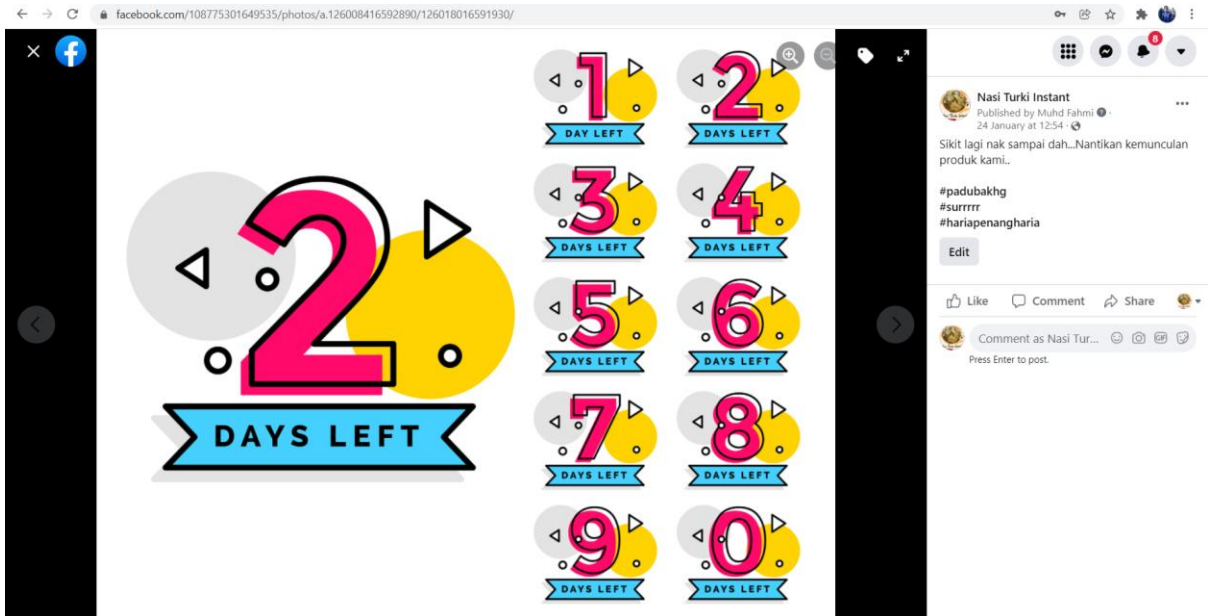 facebook.com/108775301649535/photos/a.126008416592890/126018016591930/
8
2
DAYS LEFT
1
DAY LEFT
2
DAYS LEFT
3
DAYS LEFT
4
DAYS LEFT
5
DAYS LEFT
6
DAYS LEFT
7
DAYS LEFT
8
DAYS LEFT
9
DAYS LEFT
0
DAYS LEFT
Nasi Turki Instant
Published by Muhd Fahmi ·
24 January at 12:54 ·
Sikit lagi nak sampai dah...Nantikan kemunculan
produk kami..
#padubakhg
#surrrrr
#hariapenangharia
Edit
Like Comment Share
Comment as Nasi Tur... GIF
Press Enter to post.